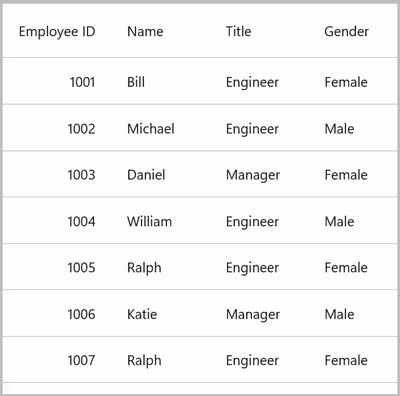 Employee ID Name Title Gender
1001 Bill Engineer Female
1002 Michael Engineer Male
1003 Daniel Manager Female
1004 William Engineer Male
1005 Ralph Engineer Female
1006 Katie Manager Male
1007 Ralph Engineer Female